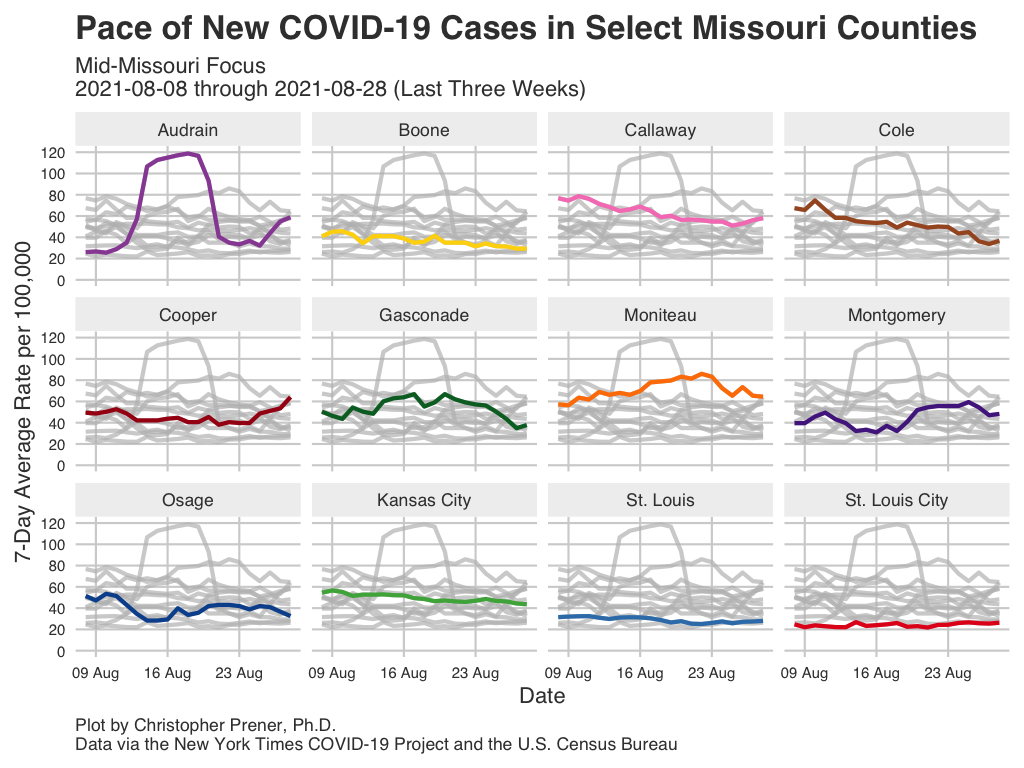 Pace of New COVID-19 Cases in Select Missouri Counties
Mid-Missouri Focus
2021-08-08 through 2021-08-28 (Last Three Weeks)
Audrain
Boone
Callaway
Cole
120
100
80
60
40
20
0
Cooper
Gasconade
Moniteau
Montgomery
120
100
80
60
40
20
0
Osage
Kansas City
St. Louis
St. Louis City
120
100
80
60
40
20
0
09 Aug
16 Aug
23 Aug
09 Aug
16 Aug
23 Aug
09 Aug
16 Aug
23 Aug
09 Aug
16 Aug
23 Aug
7-Day Average Rate per 100,000
Date
Plot by Christopher Prener, Ph.D.
Data via the New York Times COVID-19 Project and the U.S. Census Bureau